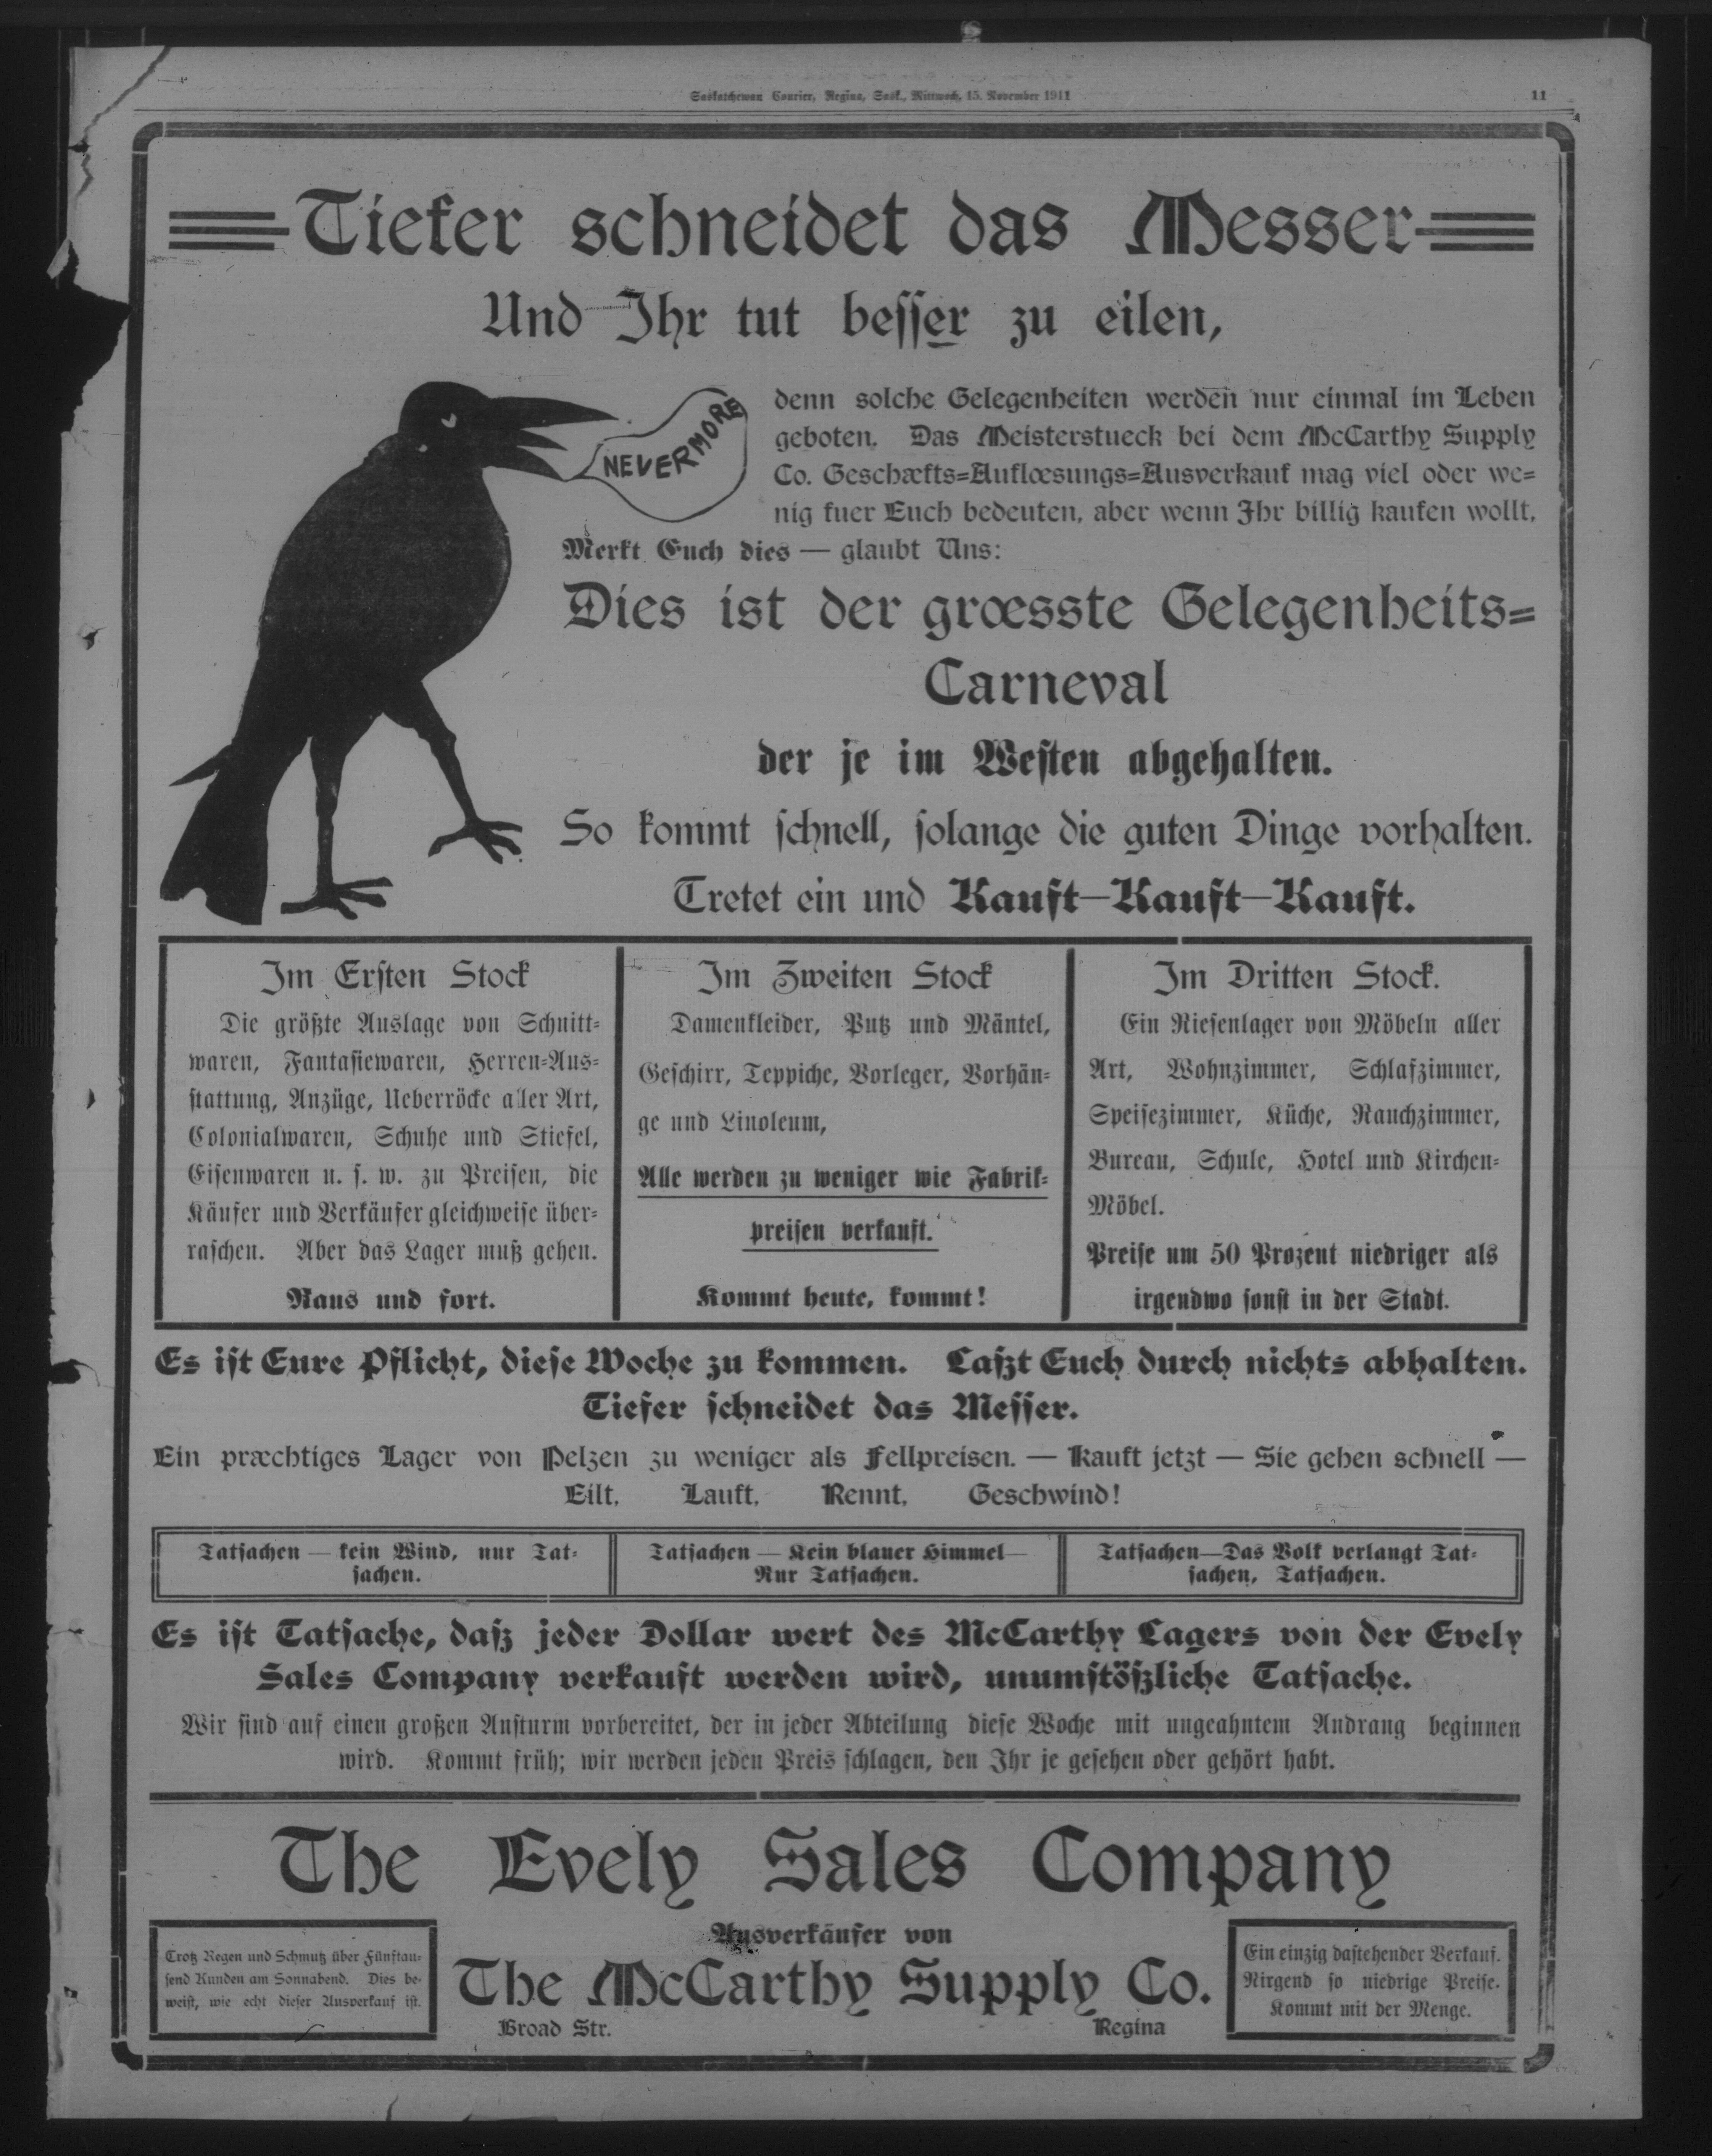 Saskatchewan Courier, Regina, Sask., Mittwoch, 15. November 1911
11
Tiefer schneidet das Messer
Und Ihr tut besser zu eilen,
NEVERMORE
denn solche Gelegenheiten werden nur einmal im Leben
geboten. Das Meisterstueck bei dem McCarthy Supply
Co. Geschæfts=Auflœsungs=Ausverkauf mag viel oder we=
nig fuer Euch bedeuten, aber wenn Ihr billig kaufen wollt,
Merkt Euch dies — glaubt Uns:
Dies ist der grœsste Gelegenheits=
Carneval
der je im Westen abgehalten.
So kommt schnell, solange die guten Dinge vorhalten.
Tretet ein und Kauft—Kauft—Kauft.
Im Ersten Stock
Die größte Auslage von Schnitt=
waren, Fantasiewaren, Herren=Aus=
stattung, Anzüge, Ueberröcke aller Art,
Colonialwaren, Schuhe und Stiefel,
Eisenwaren u. s. w. zu Preisen, die
Käufer und Verkäufer gleichweise über=
raschen. Aber das Lager muß gehen.
Raus und fort.
Im Zweiten Stock
Damenkleider, Putz und Mäntel,
Geschirr, Teppiche, Vorleger, Vorhän=
ge und Linoleum,
Alle werden zu weniger wie Fabrik=
preisen verkauft.
Kommt heute, kommt!
Im Dritten Stock.
Ein Riesenlager von Möbeln aller
Art, Wohnzimmer, Schlafzimmer,
Speisezimmer, Küche, Rauchzimmer,
Bureau, Schule, Hotel und Kirchen=
Möbel.
Preise um 50 Prozent niedriger als
irgendwo sonst in der Stadt.
Es ist Eure Pflicht, diese Woche zu kommen. Laßt Euch durch nichts abhalten.
Tiefer schneidet das Messer.
Ein præchtiges Lager von Pelzen zu weniger als Fellpreisen. — Kauft jetzt — Sie gehen schnell —
Eilt, Lauft, Rennt, Geschwind!
Tatsachen — kein Wind, nur Tat=
sachen.
Tatsachen — Kein blauer Himmel—
Nur Tatsachen.
Tatsachen—Das Volk verlangt Tat=
sachen, Tatsachen.
Es ist Tatsache, daß jeder Dollar wert des McCarthy Lagers von der Evely
Sales Company verkauft werden wird, unumstößliche Tatsache.
Wir sind auf einen großen Ansturm vorbereitet, der in jeder Abteilung diese Woche mit ungeahntem Andrang beginnen
wird. Kommt früh; wir werden jeden Preis schlagen, den Ihr je gesehen oder gehört habt.
The Evely Sales Company
Trotz Regen und Schmutz über Fünftau=
send Kunden am Sonnabend. Dies be=
weist, wie echt dieser Ausverkauf ist.
Ausverkäufer von
The McCarthy Supply Co.
Broad Str. Regina
Ein einzig dastehender Verkauf.
Nirgend so niedrige Preise.
Kommt mit der Menge.